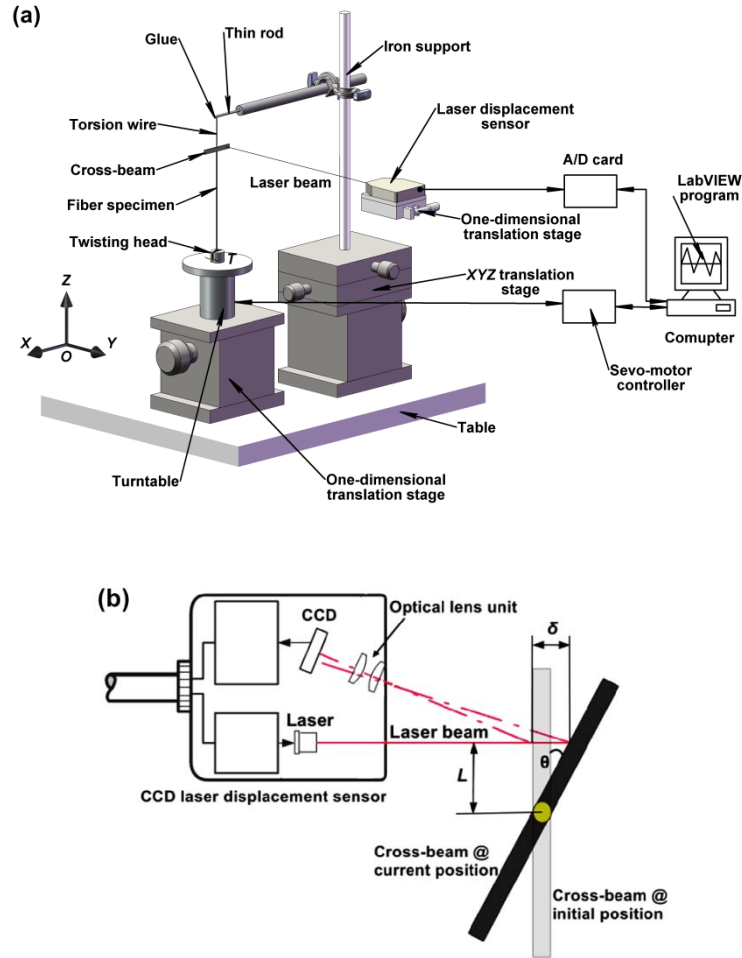 (a)
Thin rod
Glue
Iron support
Torsion wire
Laser displacement
sensor
Cross-beam
Laser beam
A/D card
LabVIEW
program
Fiber specimen
One-dimensional
translation stage
Twisting head
T
Z
XYZ translation
stage
X
Y
O
Comupter
Sevo-motor
controller
Table
Turntable
One-dimensional
translation stage
(b)
Optical lens unit
CCD
δ
Laser
Laser beam
θ
L
CCD laser displacement sensor
Cross-beam @
current position
Cross-beam @
initial position